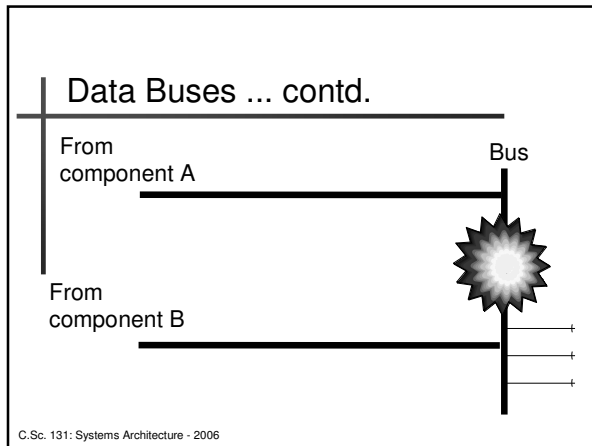 Data Buses ... contd.
From
component A
Bus
From
component B
C.Sc. 131: Systems Architecture - 2006